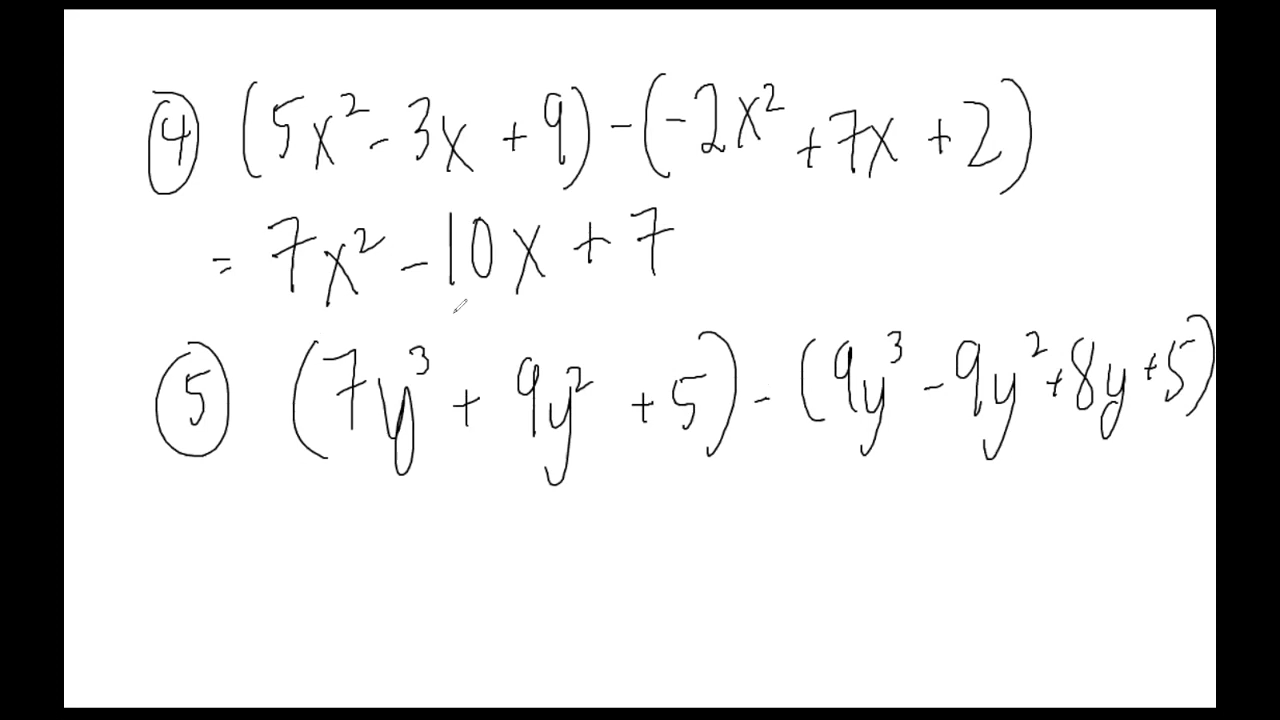 ④ (5x² - 3x + 9) - (-2x² + 7x + 2)
= 7x² - 10x + 7
⑤ (7y³ + 9y² + 5) - (9y³ - 9y² + 8y + 5)